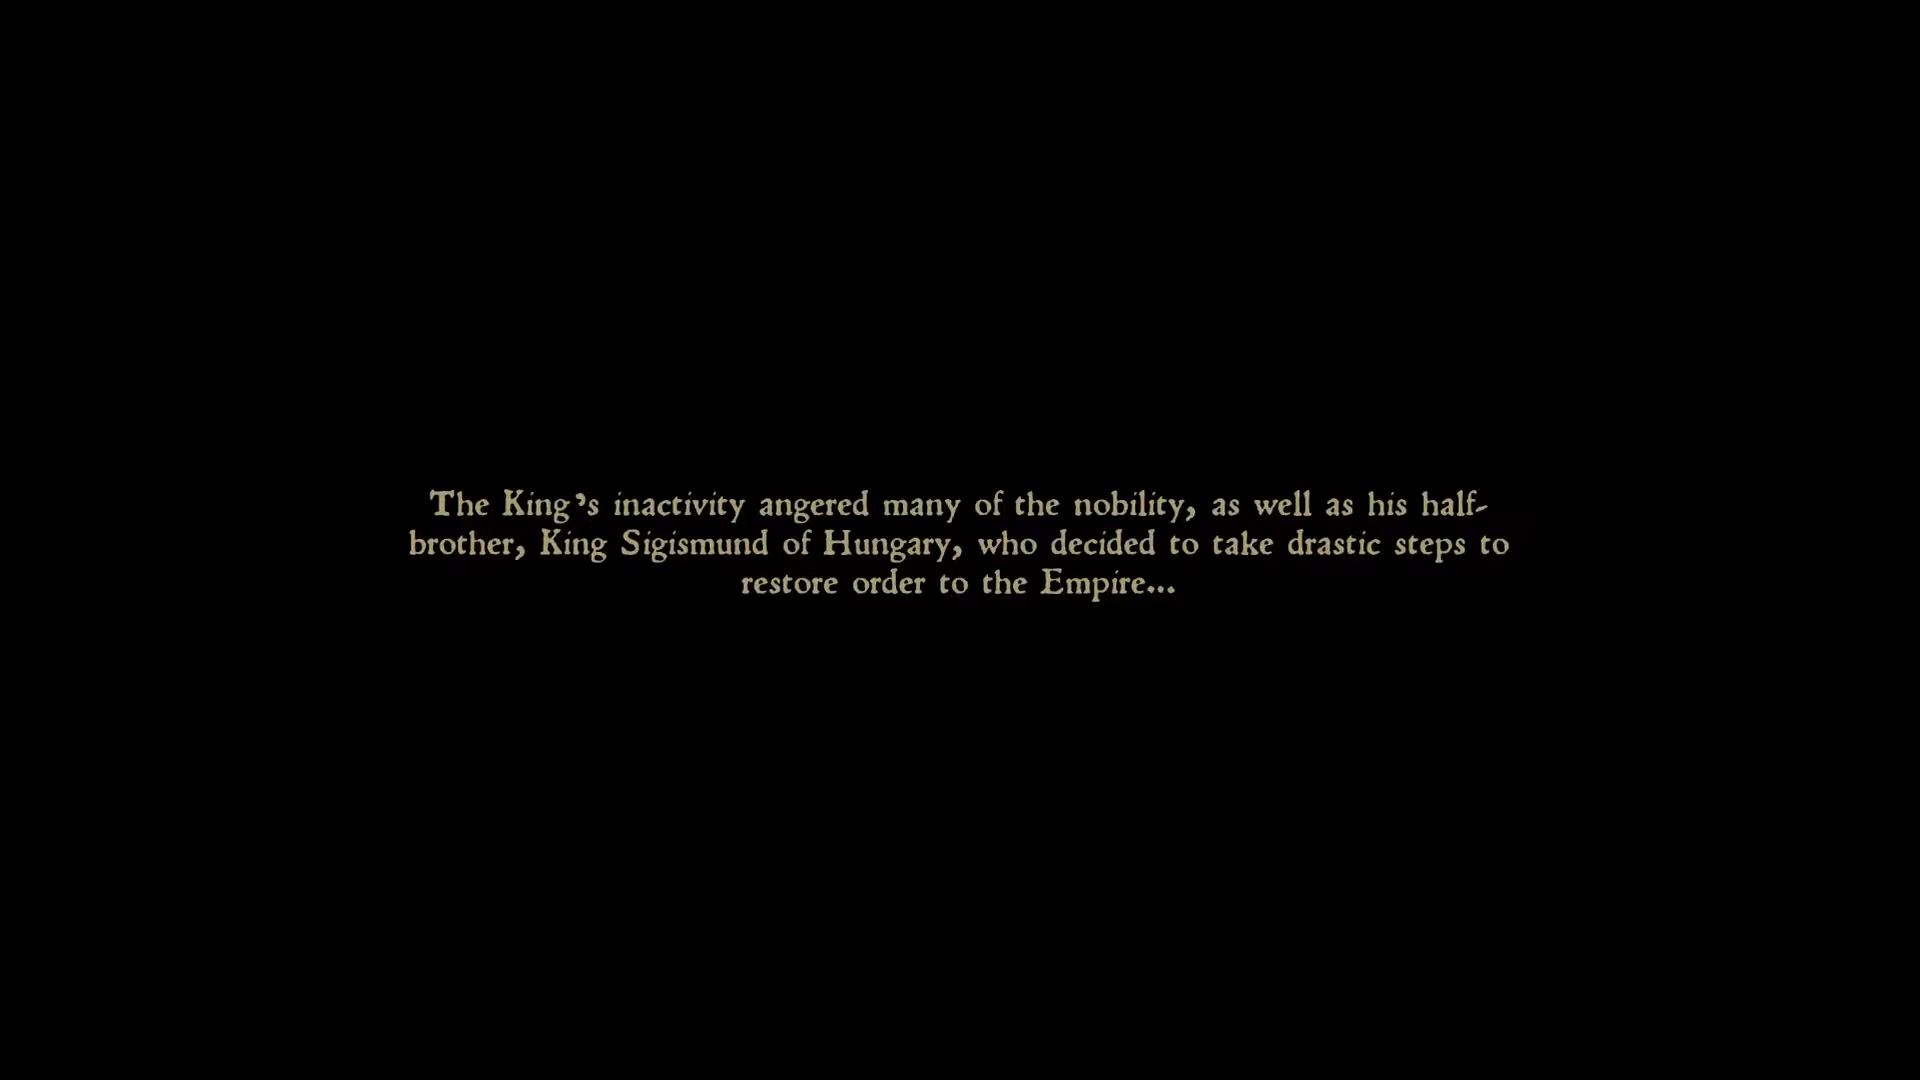 The King's inactivity angered many of the nobility, as well as his half-
brother, King Sigismund of Hungary, who decided to take drastic steps to
restore order to the Empire...